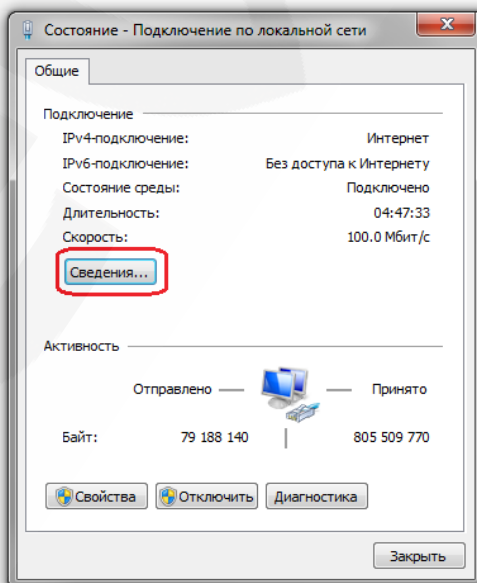 Состояние - Подключение по локальной сети
Общие
Подключение
IPv4-подключение: Интернет
IPv6-подключение: Без доступа к Интернету
Состояние среды: Подключено
Длительность: 04:47:33
Скорость: 100.0 Мбит/с
Сведения...
Активность
Отправлено — — Принято
Байт: 79 188 140 | 805 509 770
Свойства Отключить Диагностика
Закрыть